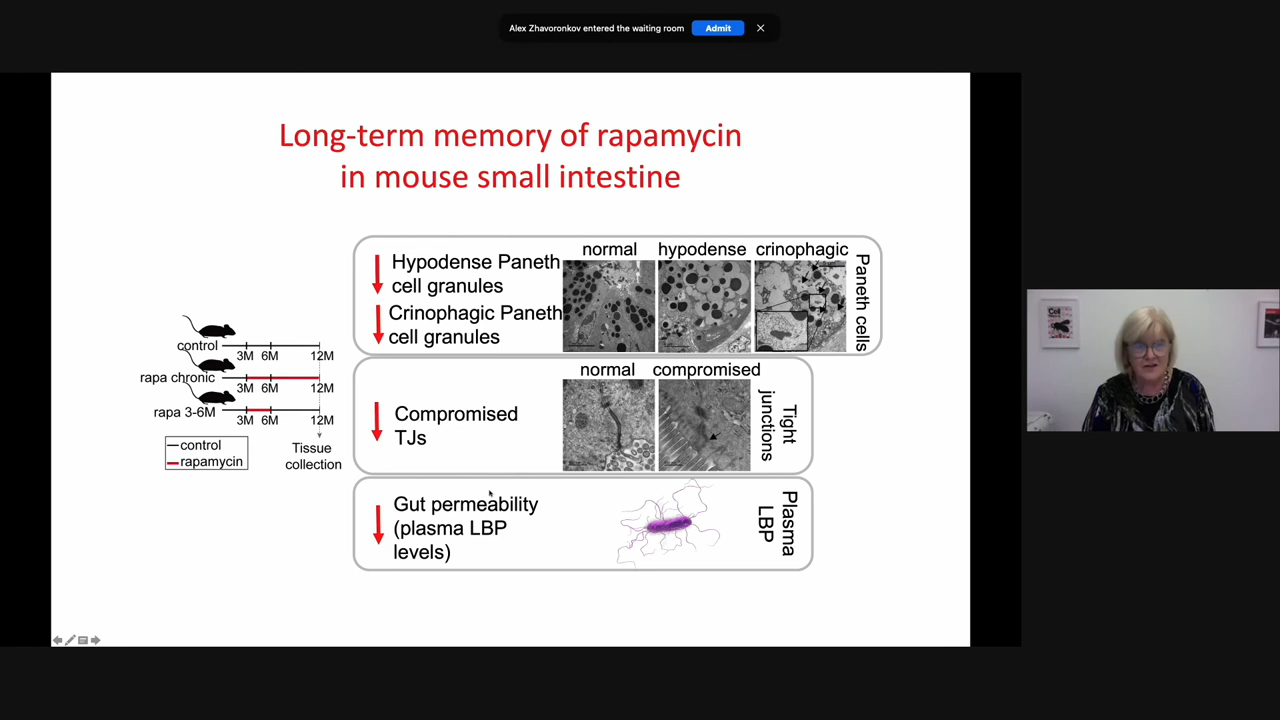 Alex Zhavoronkov entered the waiting room
Admit
Long-term memory of rapamycin
in mouse small intestine
control
3M 6M 12M
rapa chronic
3M 6M 12M
rapa 3-6M
3M 6M 12M
control
rapamycin
Tissue
collection
Hypodense Paneth
cell granules
Crinophagic Paneth
cell granules
normal hypodense crinophagic
Paneth cells
Compromised
TJs
normal compromised
Tight
junctions
Gut permeability
(plasma LBP
levels)
Plasma
LBP
Cell